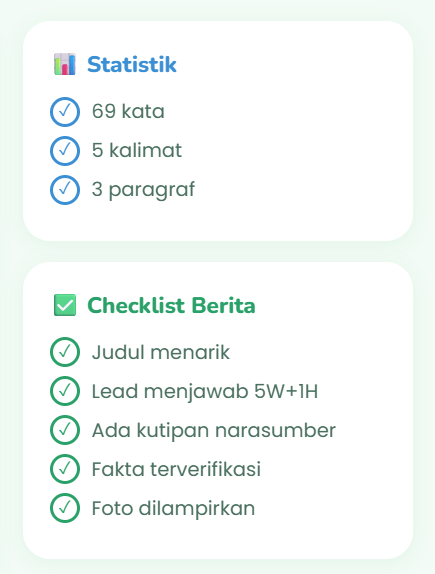 Statistik
69 kata
5 kalimat
3 paragraf
Checklist Berita
Judul menarik
Lead menjawab 5W+1H
Ada kutipan narasumber
Fakta terverifikasi
Foto dilampirkan